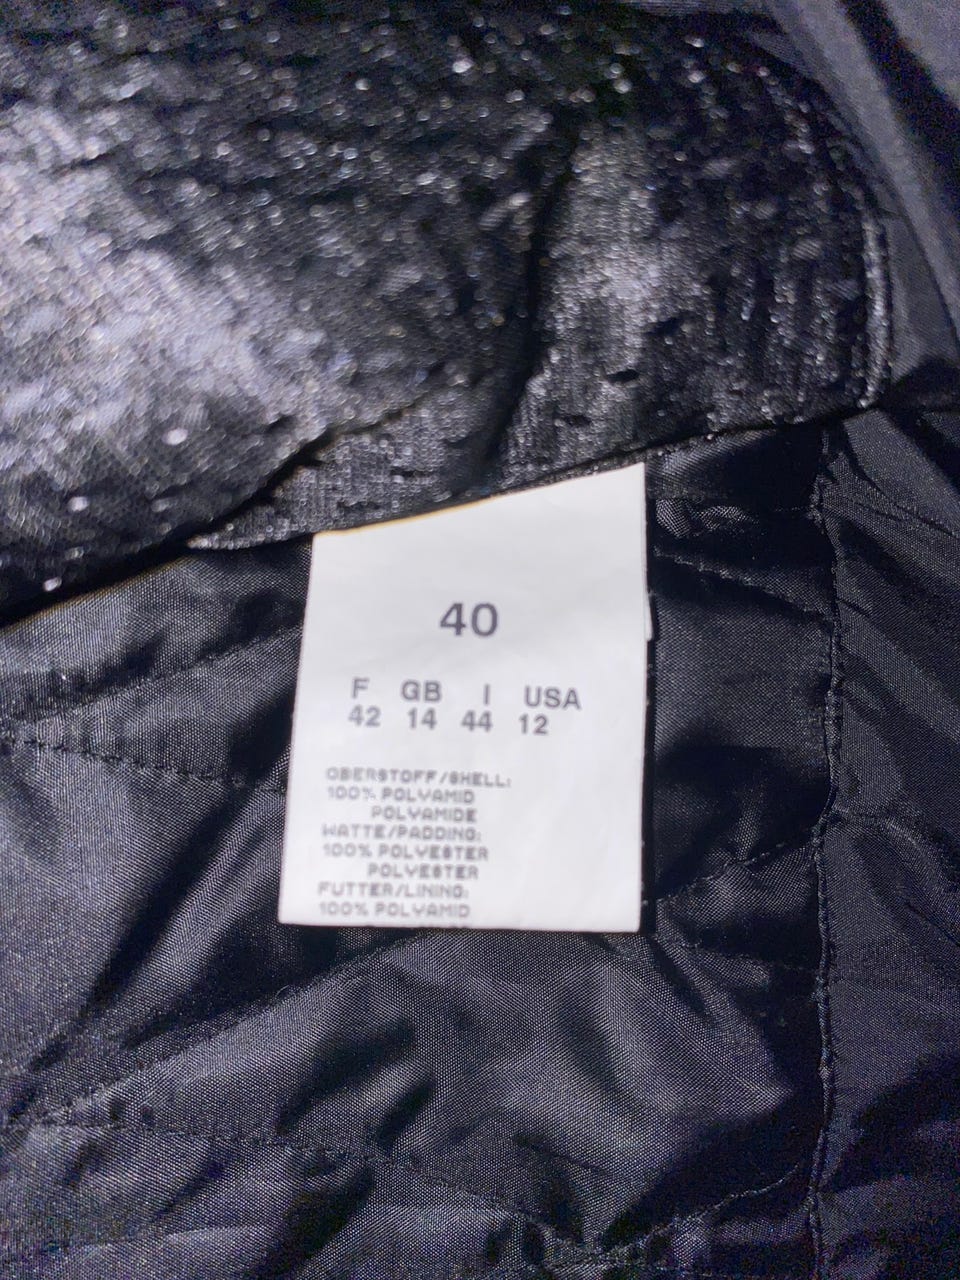 40
F GB I USA
42 14 44 12
OBERSTOFF/SHELL:
100% POLYAMID
POLYAMIDE
WATTE/PADDING:
100% POLYESTER
POLYESTER
FUTTER/LINING:
100% POLYAMID